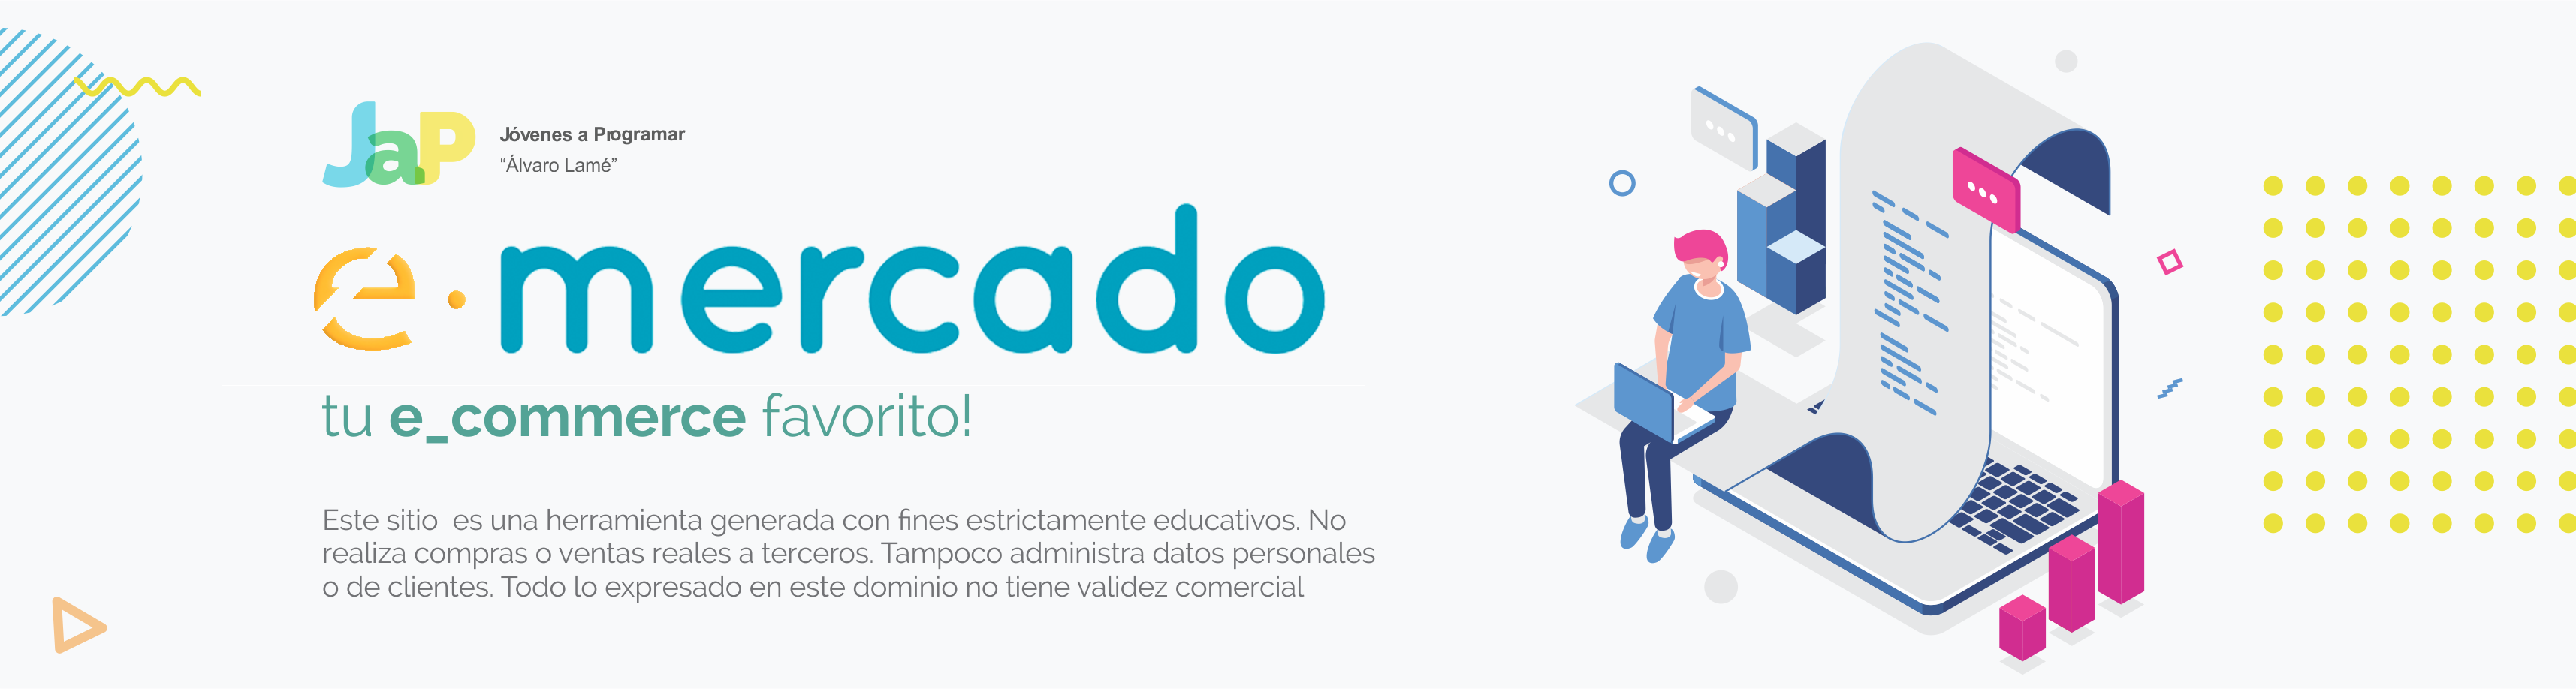 JaP
Jóvenes a Programar
“Álvaro Lamé”
e·mercado
tu e_commerce favorito!
Este sitio es una herramienta generada con fines estrictamente educativos. No
realiza compras o ventas reales a terceros. Tampoco administra datos personales
o de clientes. Todo lo expresado en este dominio no tiene validez comercial